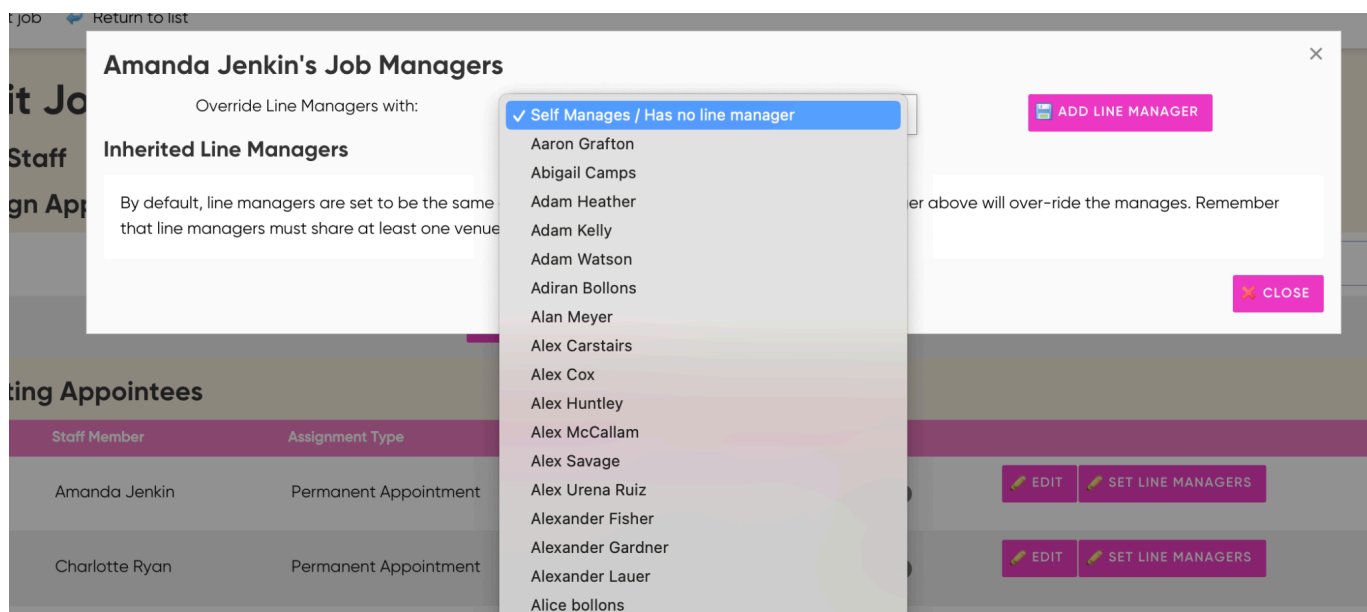 job Return to list
Amanda Jenkin's Job Managers
×
it Jo
Override Line Managers with:
✓ Self Manages / Has no line manager
ADD LINE MANAGER
Staff
Inherited Line Managers
Aaron Grafton
Abigail Camps
gn App
By default, line managers are set to be the same
er above will over-ride the manages. Remember
Adam Heather
that line managers must share at least one venue
Adam Kelly
Adam Watson
Adiran Bollons
CLOSE
Alan Meyer
Alex Carstairs
Alex Cox
ting Appointees
Alex Huntley
Staff Member Assignment Type
Alex McCallam
Alex Savage
Amanda Jenkin Permanent Appointment
Alex Urena Ruiz
EDIT SET LINE MANAGERS
Alexander Fisher
Alexander Gardner
Charlotte Ryan Permanent Appointment
EDIT SET LINE MANAGERS
Alexander Lauer
Alice bollons